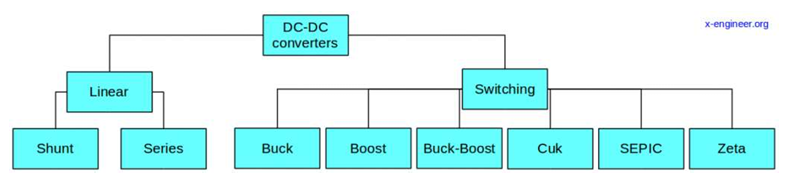 DC-DC
converters
x-engineer.org
Linear
Switching
Shunt
Series
Buck
Boost
Buck-Boost
Cuk
SEPIC
Zeta